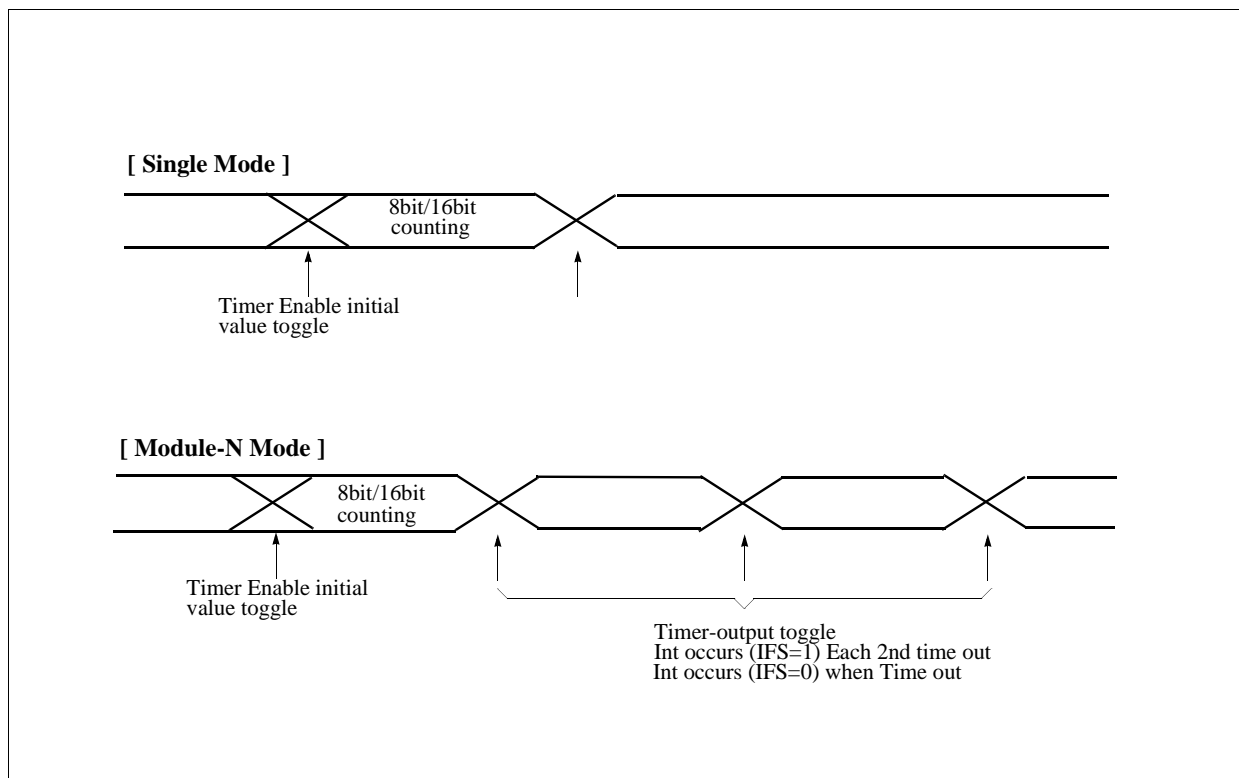 [ Single Mode ]
8bit/16bit
counting
Timer Enable initial
value toggle
[ Module-N Mode ]
8bit/16bit
counting
Timer Enable initial
value toggle
Timer-output toggle
Int occurs (IFS=1) Each 2nd time out
Int occurs (IFS=0) when Time out